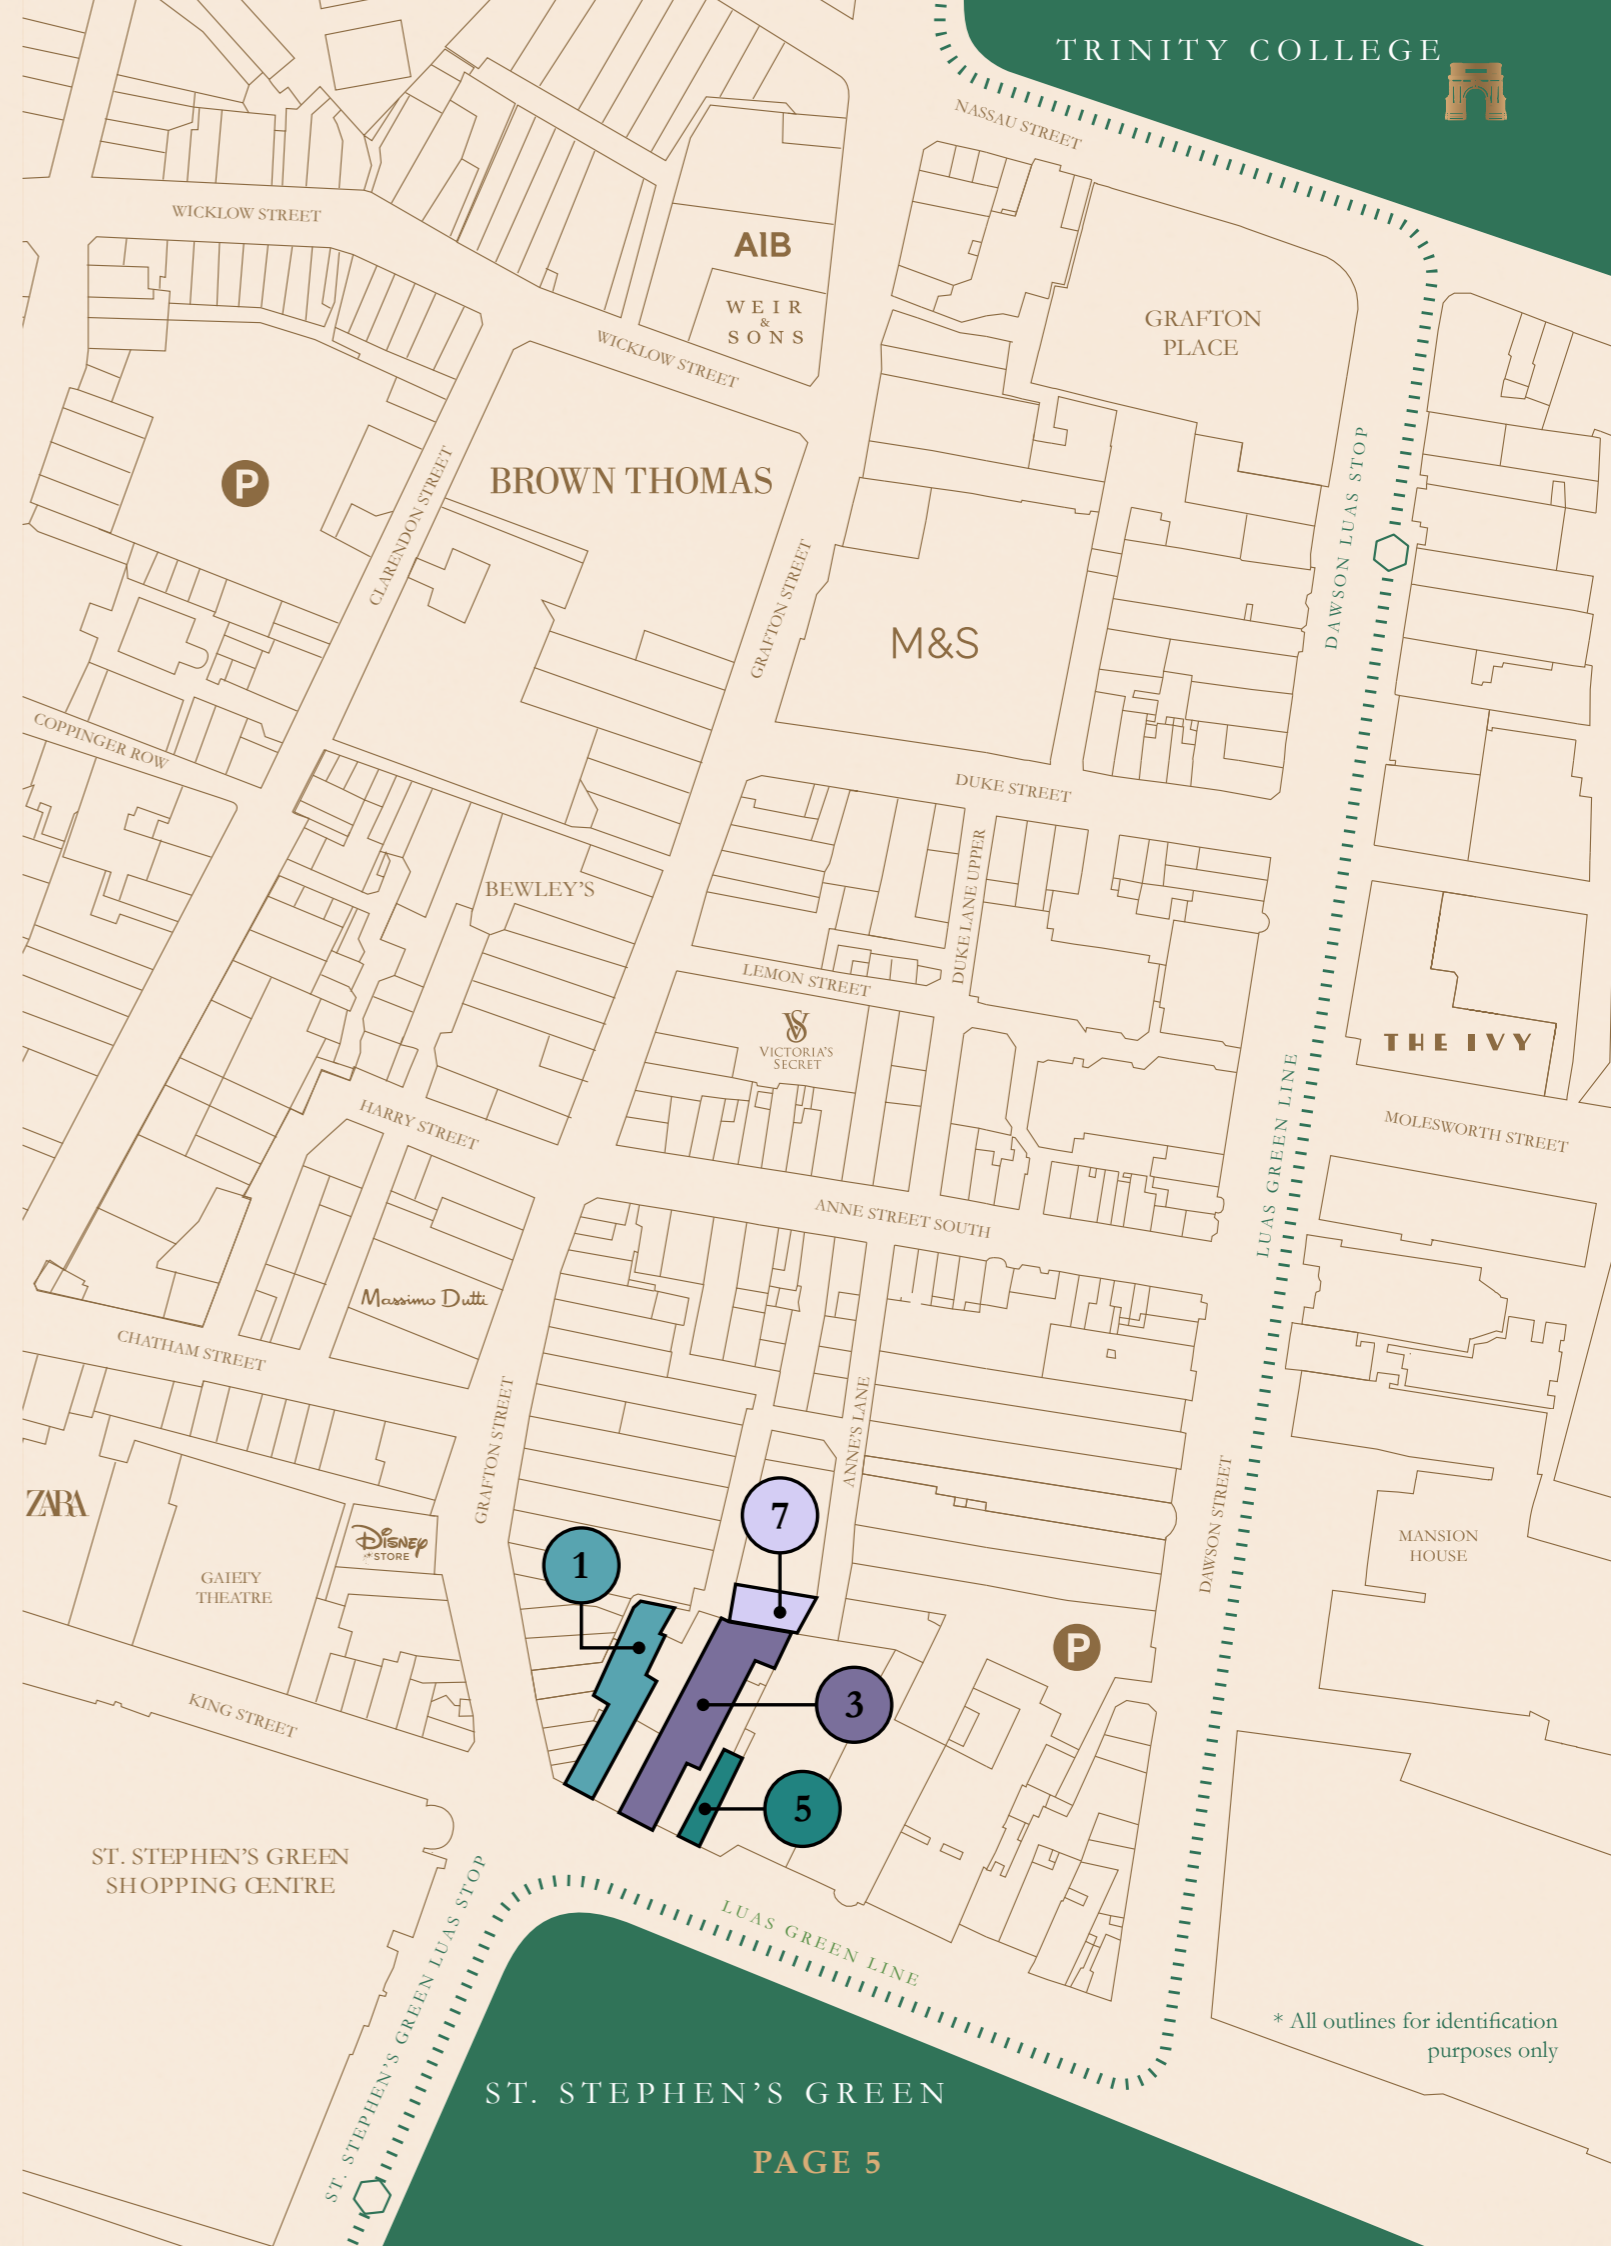 TRINITY COLLEGE
NASSAU STREET
WICKLOW STREET
AIB
WEIR
&
SONS
WICKLOW STREET
GRAFTON
PLACE
P
BROWN THOMAS
CLARENDON STREET
GRAFTON STREET
M&S
DAWSON LUAS STOP
COPPINGER ROW
DUKE STREET
DUKE LANE UPPER
BEWLEY'S
LEMON STREET
VS
VICTORIA'S
SECRET
THE IVY
HARRY STREET
MOLESWORTH STREET
LUAS GREEN LINE
ANNE STREET SOUTH
Massimo Dutti
CHATHAM STREET
GRAFTON STREET
ANNE'S LANE
DAWSON STREET
ZARA
DISNEY
STORE
GAIETY
THEATRE
MANSION
HOUSE
7
1
P
3
5
KING STREET
ST. STEPHEN'S GREEN
SHOPPING CENTRE
ST. STEPHEN'S GREEN LUAS STOP
LUAS GREEN LINE
* All outlines for identification
purposes only
ST. STEPHEN'S GREEN
PAGE 5